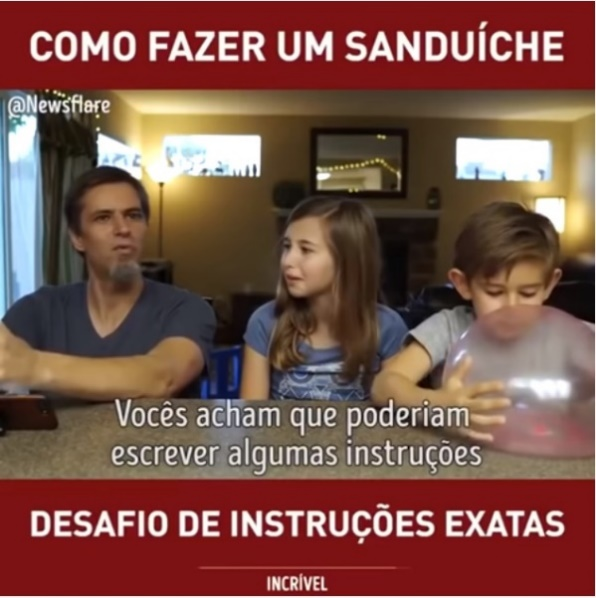 COMO FAZER UM SANDUÍCHE
@Newsflare
Vocês acham que poderiam
escrever algumas instruções
DESAFIO DE INSTRUÇÕES EXATAS
INCRÍVEL